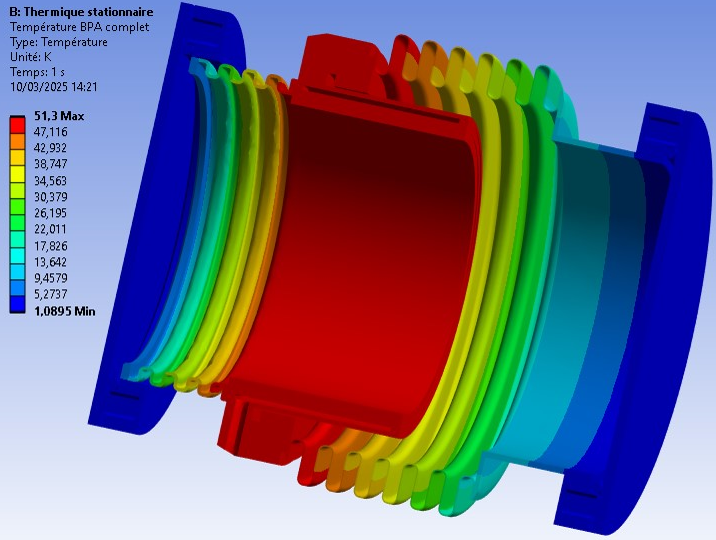 B: Thermique stationnaire
Température BPA complet
Type: Température
Unité: K
Temps: 1 s
10/03/2025 14:21
51,3 Max
47,116
42,932
38,747
34,563
30,379
26,195
22,011
17,826
13,642
9,4579
5,2737
1,0895 Min